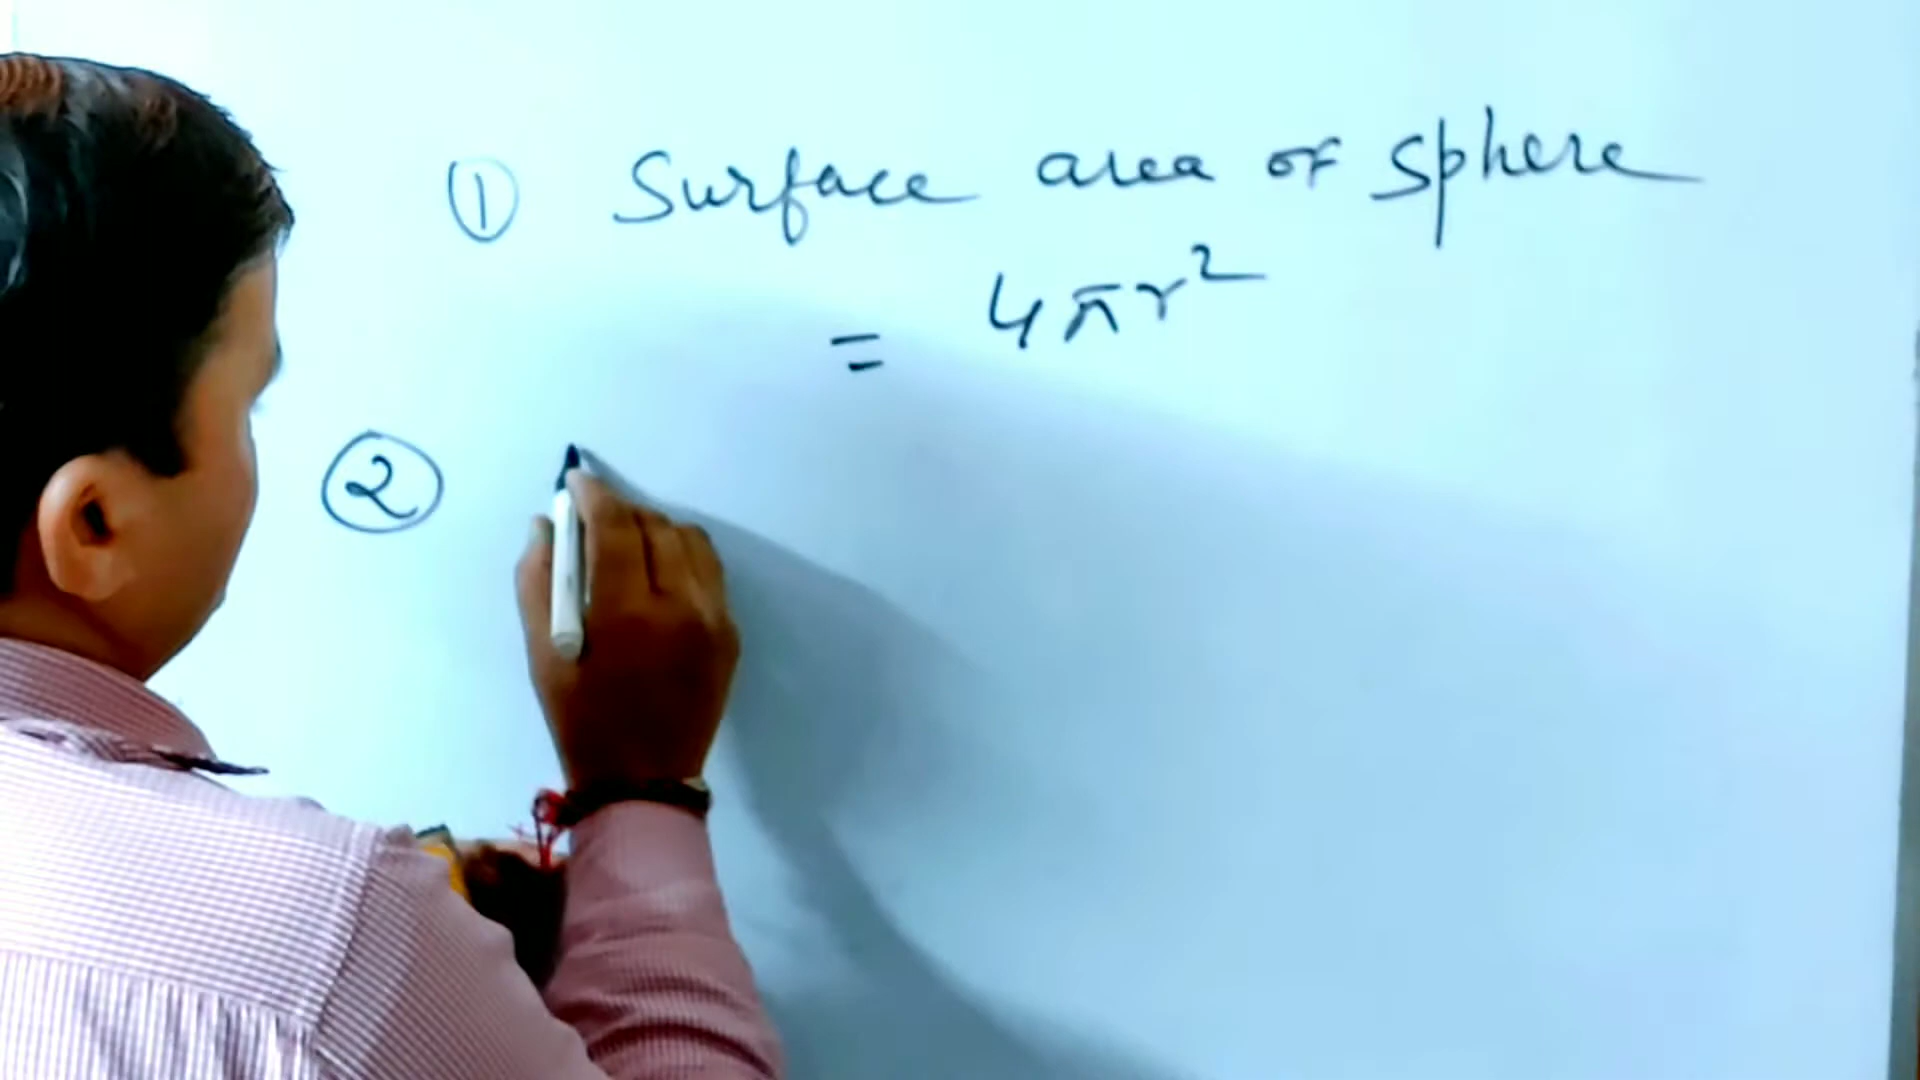 ① Surface area of sphere
= 4πr²
②